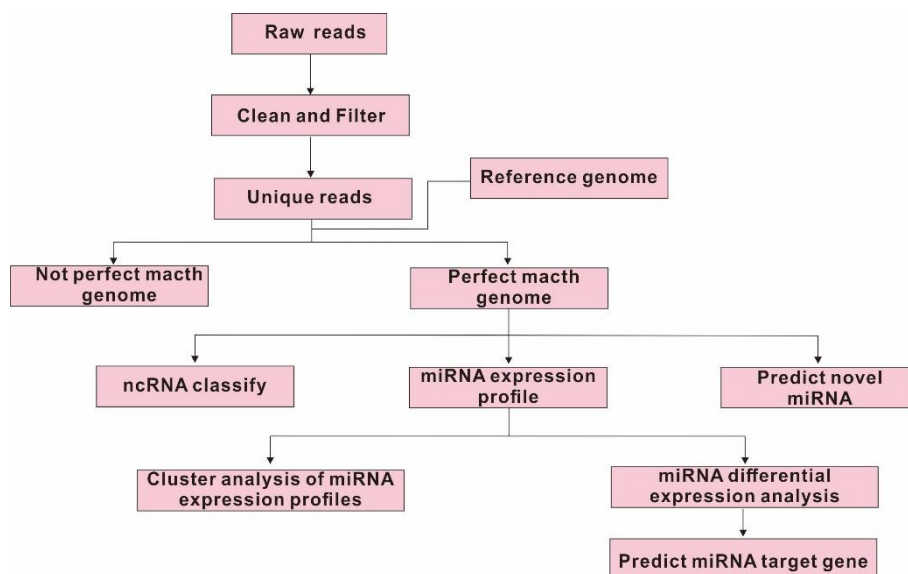 Raw reads
Clean and Filter
Unique reads
Reference genome
Not perfect macth
genome
Perfect macth
genome
ncRNA classify
miRNA expression
profile
Predict novel
miRNA
Cluster analysis of miRNA
expression profiles
miRNA differential
expression analysis
Predict miRNA target gene